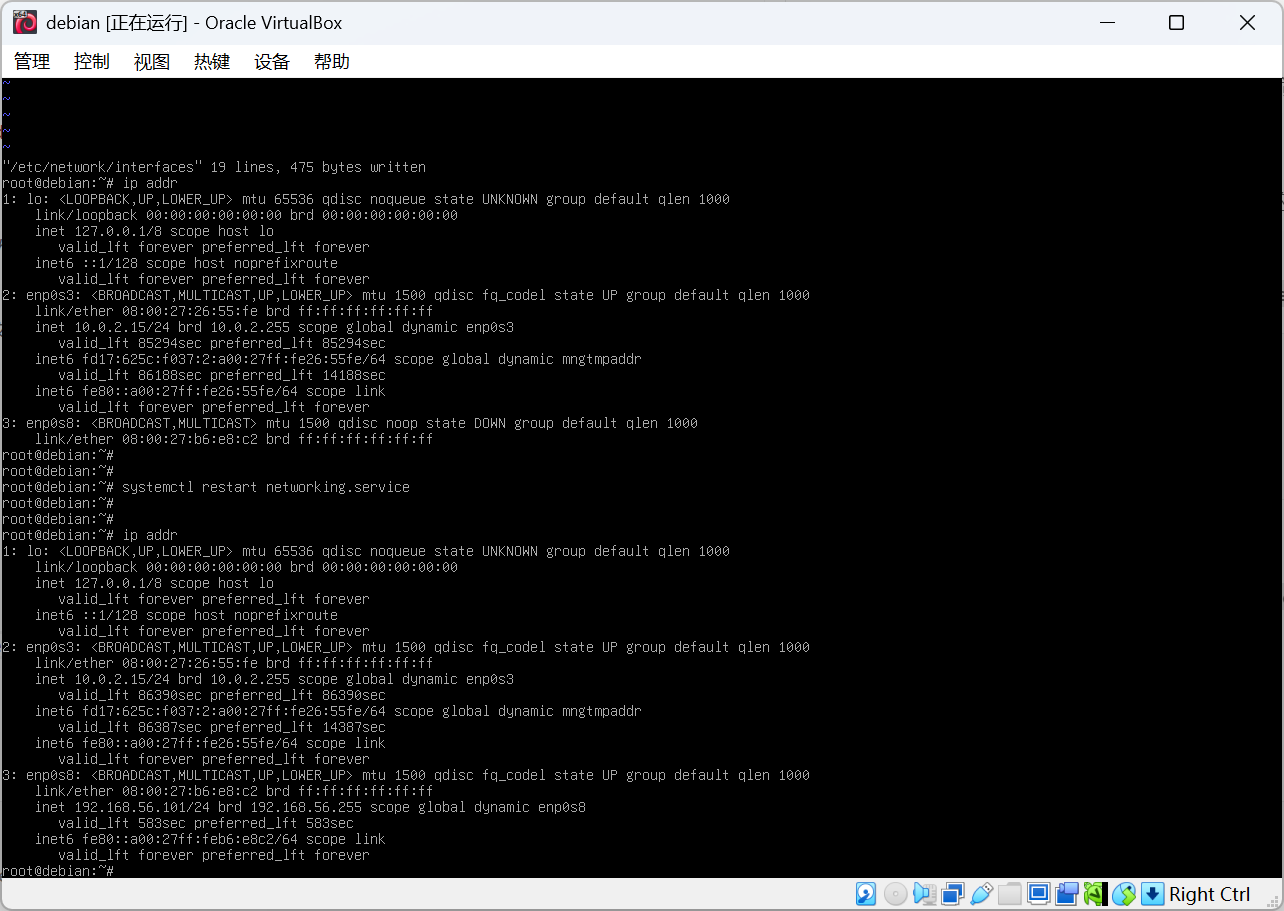 debian [正在运行] - Oracle VirtualBox
管理 控制 视图 热键 设备 帮助
~
~
~
~
~
"/etc/network/interfaces" 19 lines, 475 bytes written
root@debian:~# ip addr
1: lo: <LOOPBACK,UP,LOWER_UP> mtu 65536 qdisc noqueue state UNKNOWN group default qlen 1000
    link/loopback 00:00:00:00:00:00 brd 00:00:00:00:00:00
    inet 127.0.0.1/8 scope host lo
       valid_lft forever preferred_lft forever
    inet6 ::1/128 scope host noprefixroute
       valid_lft forever preferred_lft forever
2: enp0s3: <BROADCAST,MULTICAST,UP,LOWER_UP> mtu 1500 qdisc fq_codel state UP group default qlen 1000
    link/ether 08:00:27:26:55:fe brd ff:ff:ff:ff:ff:ff
    inet 10.0.2.15/24 brd 10.0.2.255 scope global dynamic enp0s3
       valid_lft 85294sec preferred_lft 85294sec
    inet6 fd17:625c:f037:2:a00:27ff:fe26:55fe/64 scope global dynamic mngtmpaddr
       valid_lft 86188sec preferred_lft 14188sec
    inet6 fe80::a00:27ff:fe26:55fe/64 scope link
       valid_lft forever preferred_lft forever
3: enp0s8: <BROADCAST,MULTICAST> mtu 1500 qdisc noop state DOWN group default qlen 1000
    link/ether 08:00:27:b6:e8:c2 brd ff:ff:ff:ff:ff:ff
root@debian:~#
root@debian:~#
root@debian:~# systemctl restart networking.service
root@debian:~#
root@debian:~#
root@debian:~# ip addr
1: lo: <LOOPBACK,UP,LOWER_UP> mtu 65536 qdisc noqueue state UNKNOWN group default qlen 1000
    link/loopback 00:00:00:00:00:00 brd 00:00:00:00:00:00
    inet 127.0.0.1/8 scope host lo
       valid_lft forever preferred_lft forever
    inet6 ::1/128 scope host noprefixroute
       valid_lft forever preferred_lft forever
2: enp0s3: <BROADCAST,MULTICAST,UP,LOWER_UP> mtu 1500 qdisc fq_codel state UP group default qlen 1000
    link/ether 08:00:27:26:55:fe brd ff:ff:ff:ff:ff:ff
    inet 10.0.2.15/24 brd 10.0.2.255 scope global dynamic enp0s3
       valid_lft 86390sec preferred_lft 86390sec
    inet6 fd17:625c:f037:2:a00:27ff:fe26:55fe/64 scope global dynamic mngtmpaddr
       valid_lft 86387sec preferred_lft 14387sec
    inet6 fe80::a00:27ff:fe26:55fe/64 scope link
       valid_lft forever preferred_lft forever
3: enp0s8: <BROADCAST,MULTICAST,UP,LOWER_UP> mtu 1500 qdisc fq_codel state UP group default qlen 1000
    link/ether 08:00:27:b6:e8:c2 brd ff:ff:ff:ff:ff:ff
    inet 192.168.56.101/24 brd 192.168.56.255 scope global dynamic enp0s8
       valid_lft 583sec preferred_lft 583sec
    inet6 fe80::a00:27ff:feb6:e8c2/64 scope link
       valid_lft forever preferred_lft forever
root@debian:~#
Right Ctrl